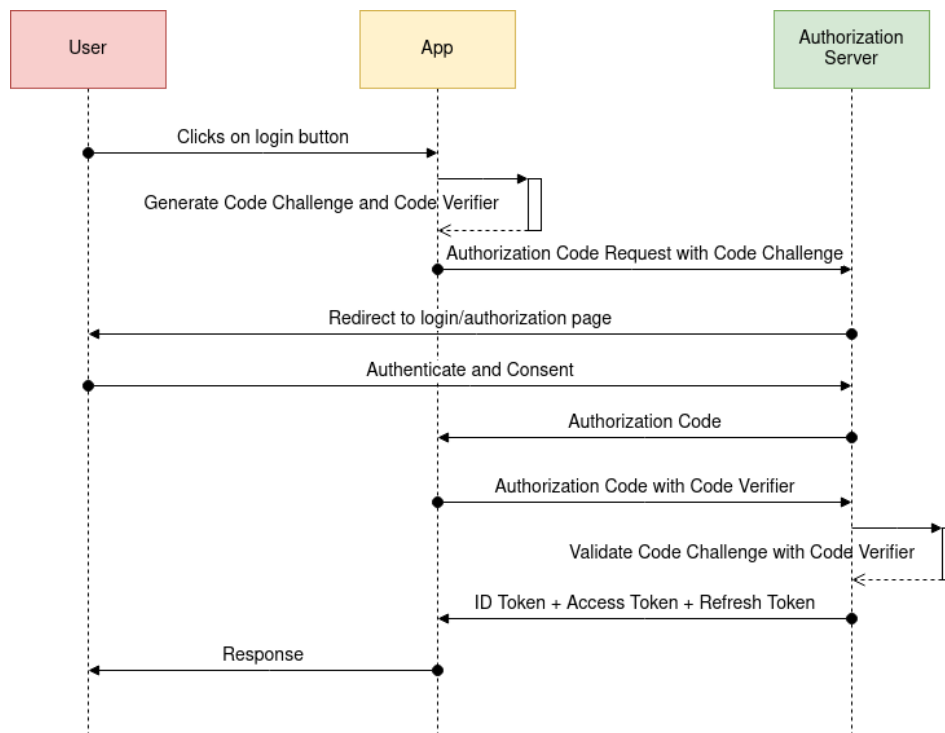 User
App
Authorization
Server
Clicks on login button
Generate Code Challenge and Code Verifier
Authorization Code Request with Code Challenge
Redirect to login/authorization page
Authenticate and Consent
Authorization Code
Authorization Code with Code Verifier
Validate Code Challenge with Code Verifier
ID Token + Access Token + Refresh Token
Response